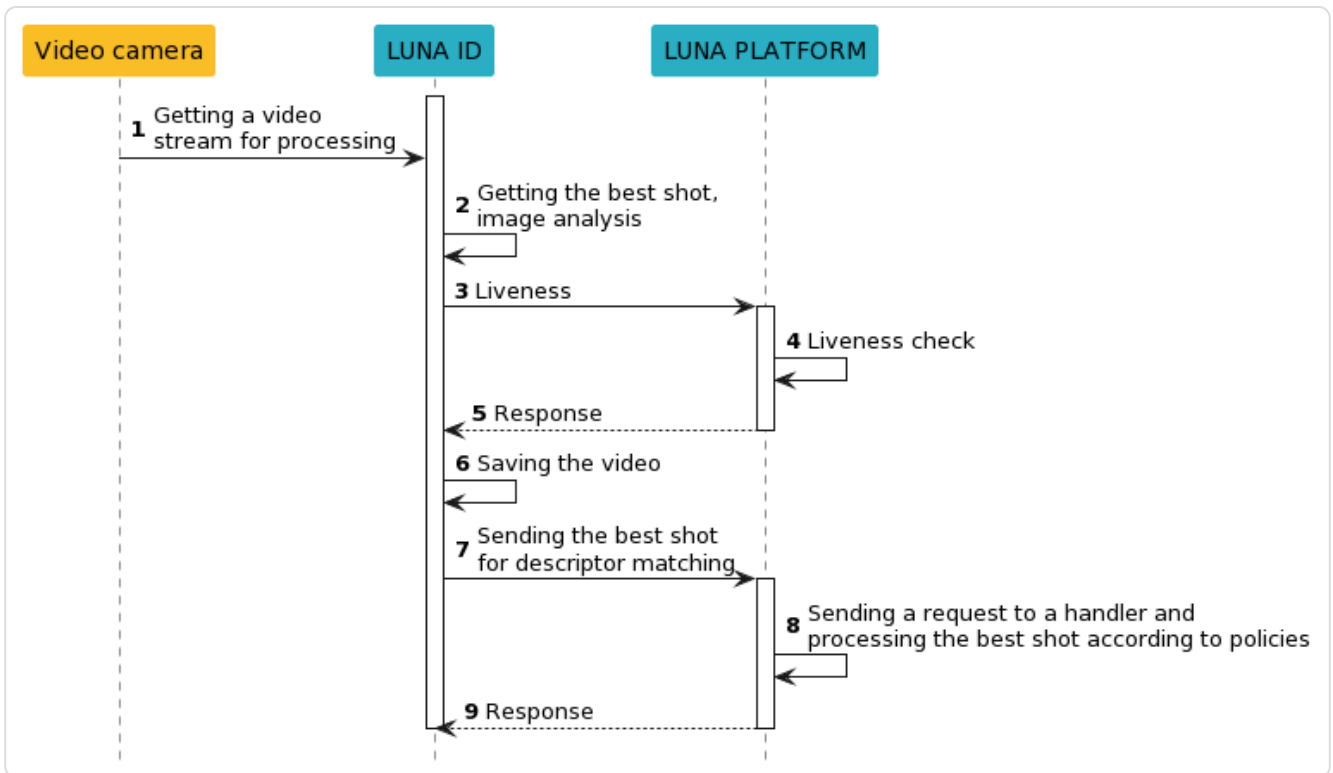 Video camera
LUNA ID
LUNA PLATFORM
1 Getting a video
stream for processing
2 Getting the best shot,
image analysis
3 Liveness
4 Liveness check
5 Response
6 Saving the video
7 Sending the best shot
for descriptor matching
8 Sending a request to a handler and
processing the best shot according to policies
9 Response